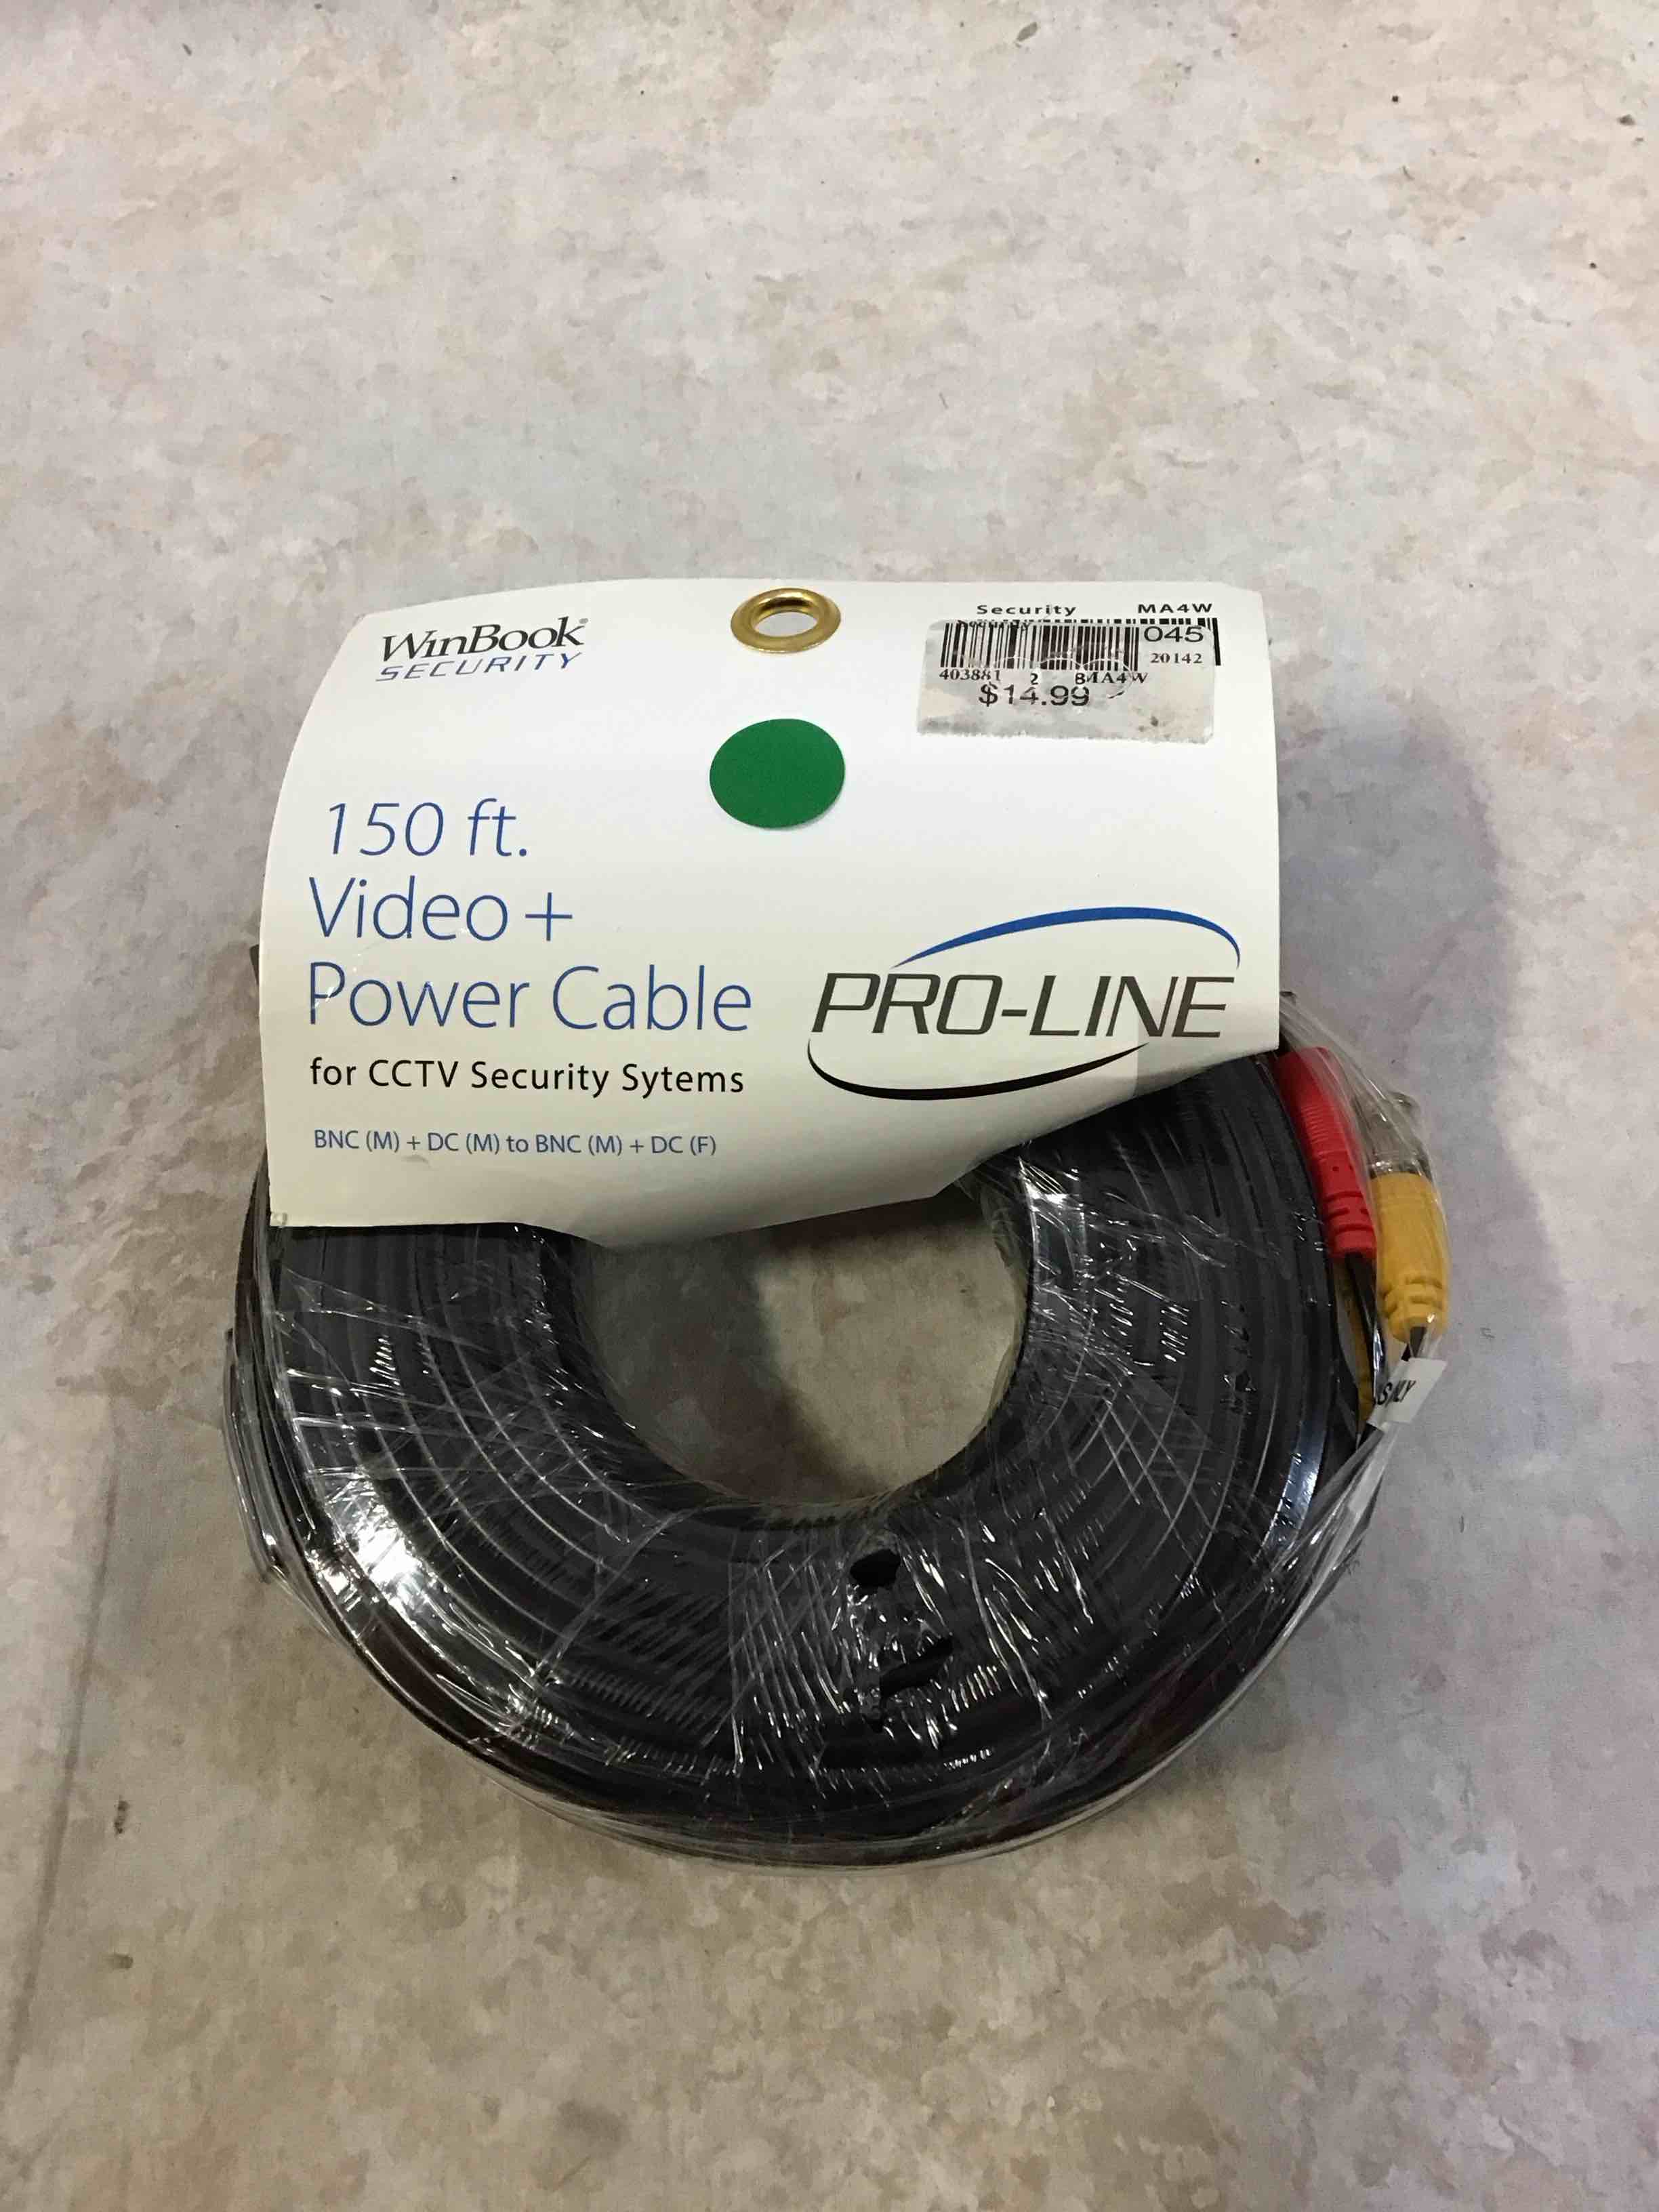 WinBook®
SECURITY
Security MA4W
045
20142
403881 2 8
MA4W
$14.99
150 ft.
Video +
Power Cable
for CCTV Security Sytems
BNC (M) + DC (M) to BNC (M) + DC (F)
PRO-LINE